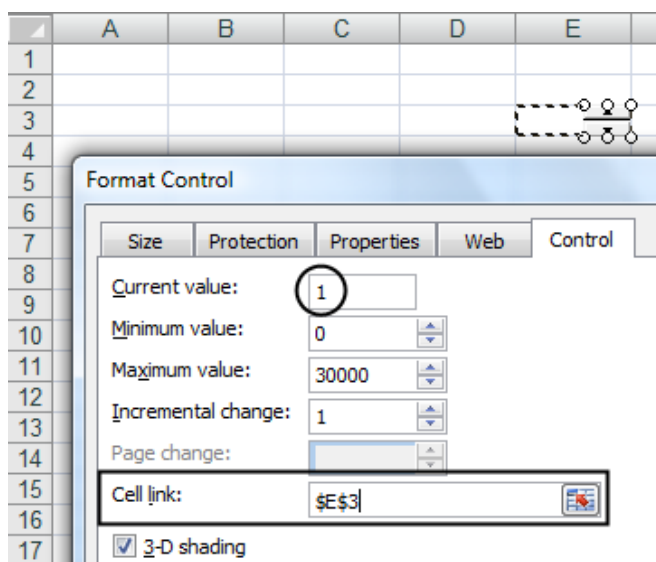 A B C D E
1
2
3
4
5 Format Control
6
7 Size Protection Properties Web Control
8 Current value: 1
9
10 Minimum value: 0
11 Maximum value: 30000
12
13 Incremental change: 1
14 Page change:
15 Cell link: $E$3
16
17 3-D shading